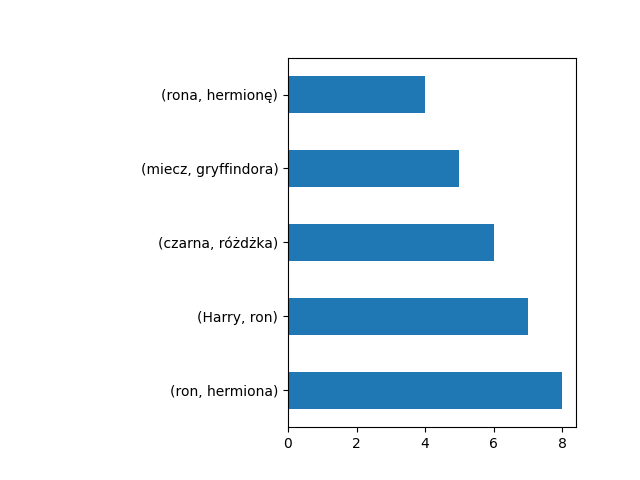 (rona, hermionę)
(miecz, gryffindora)
(czarna, różdżka)
(Harry, ron)
(ron, hermiona)
0 2 4 6 8